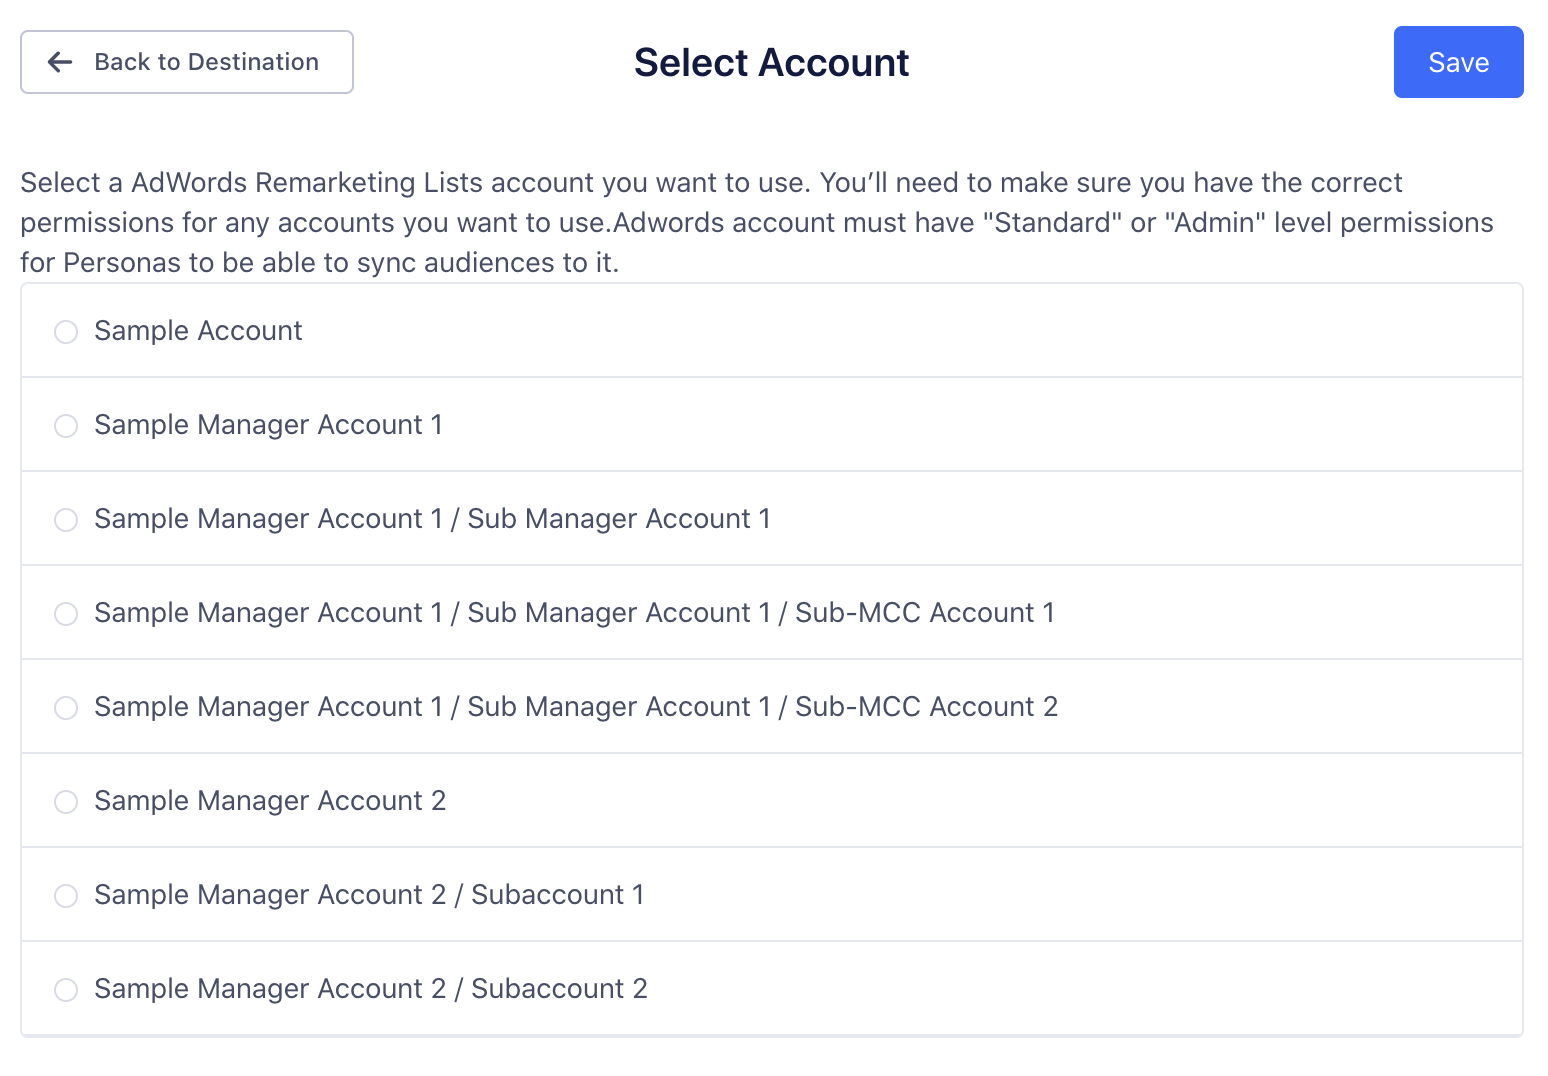 Back to Destination
Select Account
Save
Select a AdWords Remarketing Lists account you want to use. You’ll need to make sure you have the correct
permissions for any accounts you want to use.Adwords account must have "Standard" or "Admin" level permissions
for Personas to be able to sync audiences to it.
Sample Account
Sample Manager Account 1
Sample Manager Account 1 / Sub Manager Account 1
Sample Manager Account 1 / Sub Manager Account 1 / Sub-MCC Account 1
Sample Manager Account 1 / Sub Manager Account 1 / Sub-MCC Account 2
Sample Manager Account 2
Sample Manager Account 2 / Subaccount 1
Sample Manager Account 2 / Subaccount 2